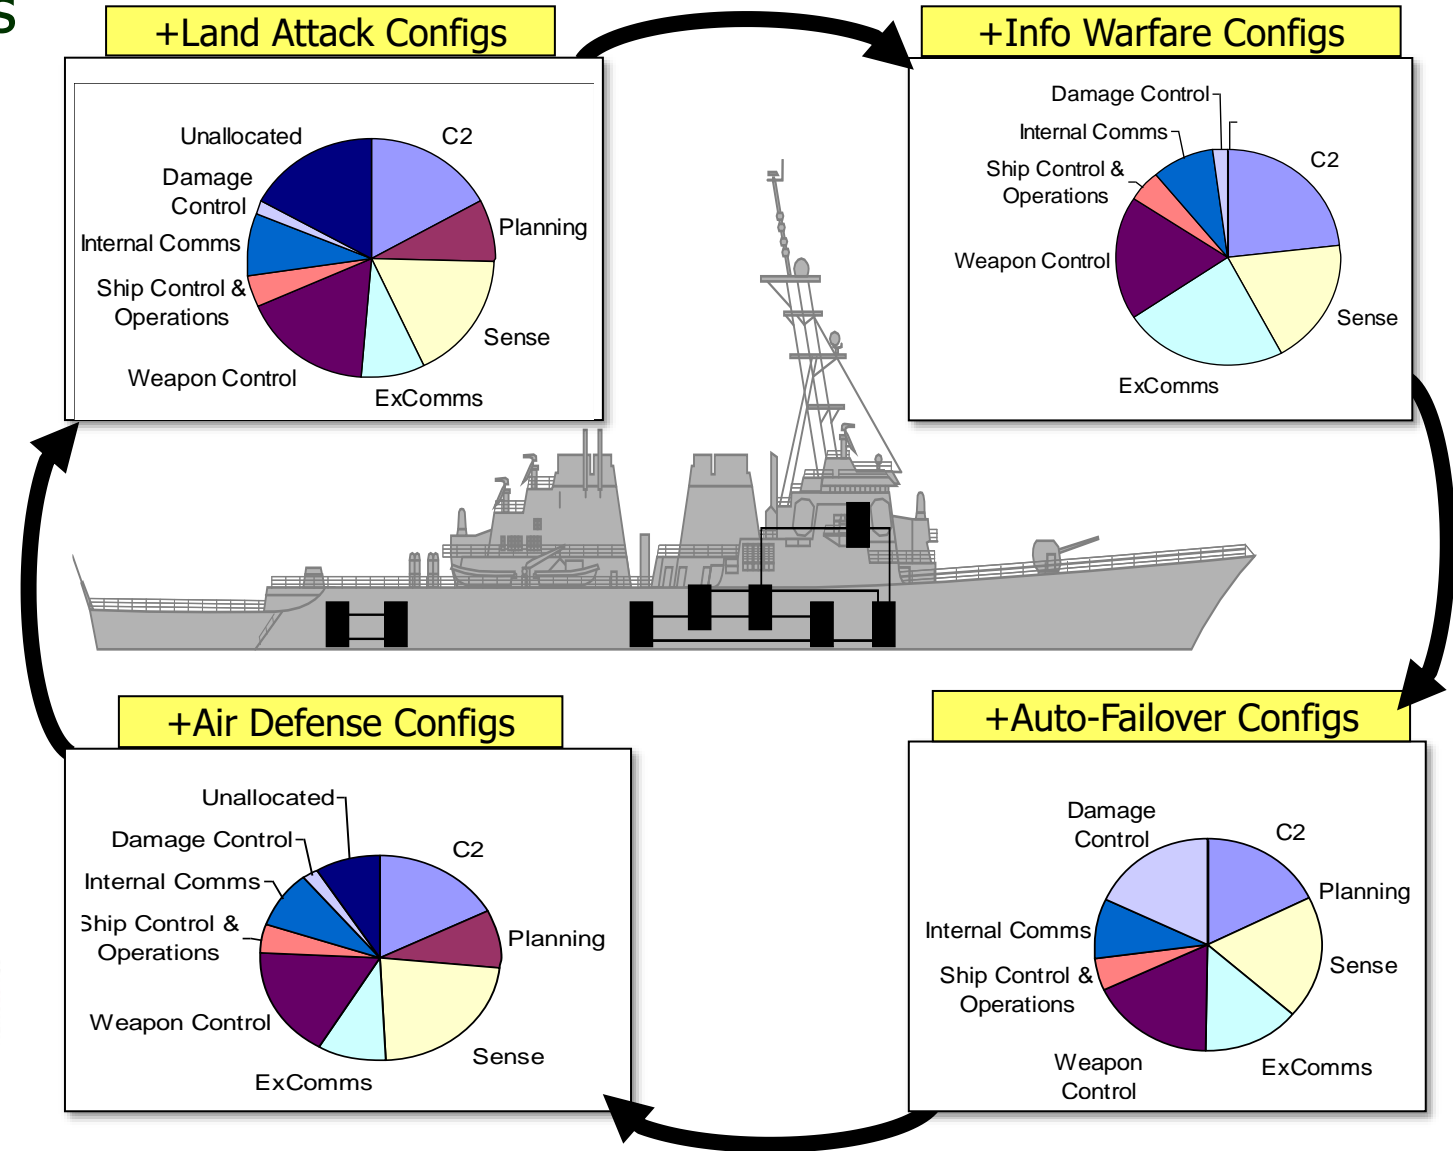 s
+Land Attack Configs
Unallocated
C2
Damage
Control
Planning
Internal Comms
Ship Control &
Operations
Sense
Weapon Control
ExComms
+Info Warfare Configs
Damage Control
Internal Comms
C2
Ship Control &
Operations
Weapon Control
Sense
ExComms
+Air Defense Configs
Unallocated
Damage Control
C2
Internal Comms
Ship Control &
Operations
Planning
Weapon Control
Sense
ExComms
+Auto-Failover Configs
Damage
Control
C2
Planning
Internal Comms
Sense
Ship Control &
Operations
Weapon
Control
ExComms